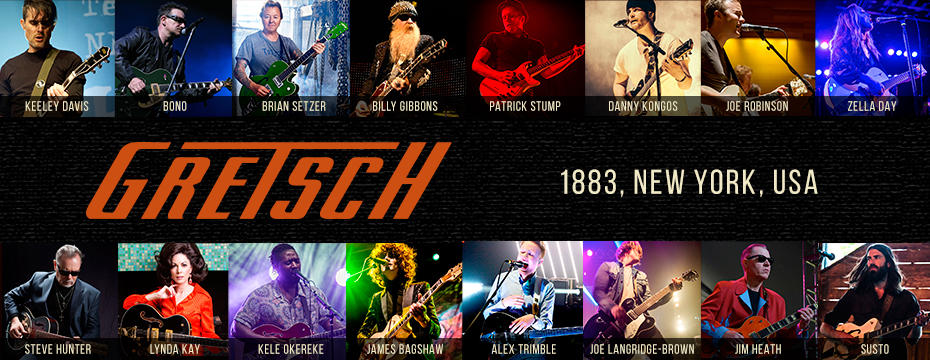 KEELEY DAVIS
BONO
BRIAN SETZER
BILLY GIBBONS
PATRICK STUMP
DANNY KONGOS
JOE ROBINSON
ZELLA DAY
GRETSCH
1883, NEW YORK, USA
STEVE HUNTER
LYNDA KAY
KELE OKEREKE
JAMES BAGSHAW
ALEX TRIMBLE
JOE LANGRIDGE-BROWN
JIM HEATH
SUSTO